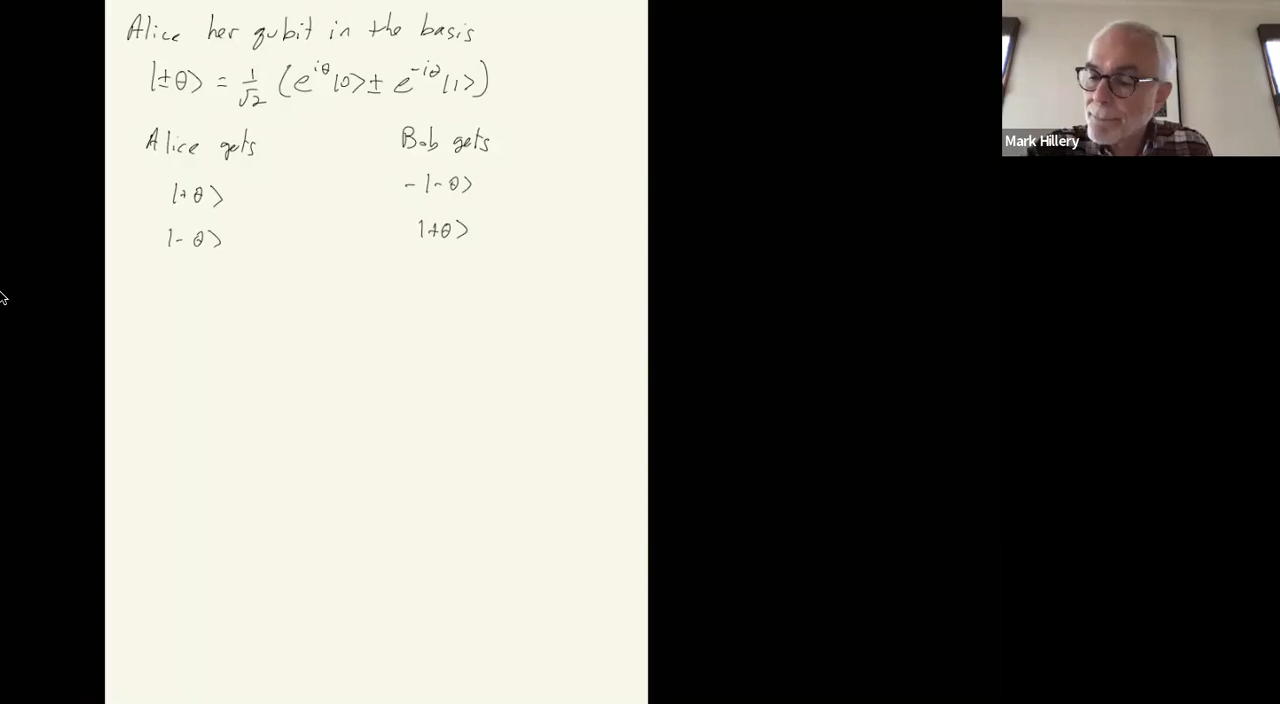 Alice her qubit in the basis
|±θ⟩ = 1/√2 (e^{iθ}|0⟩ ± e^{-iθ}|1⟩)
Alice gets Bob gets
|+θ⟩ -|-θ⟩
|-θ⟩ |+θ⟩
Mark Hillery